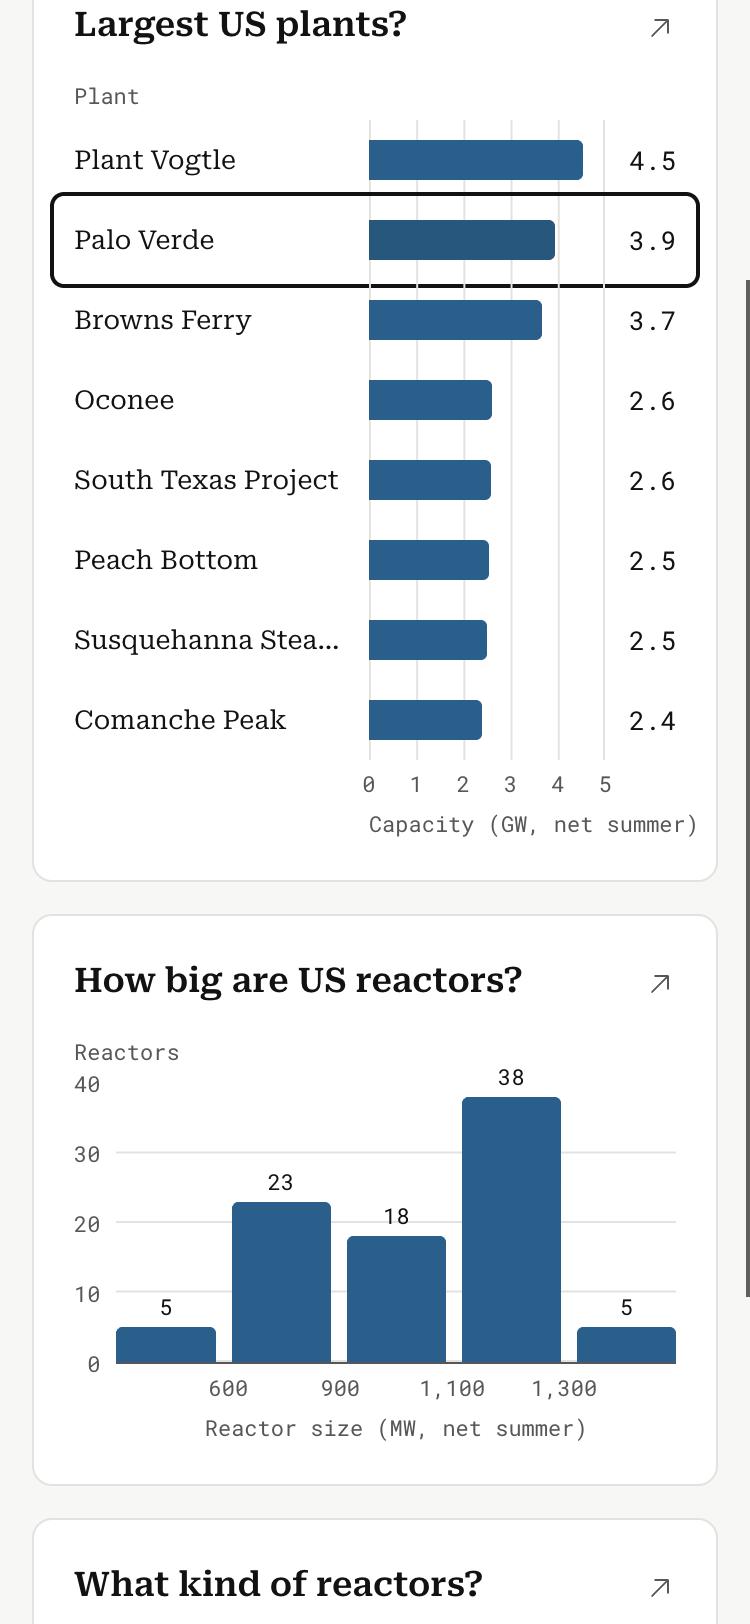 Largest US plants?
Plant
Plant Vogtle 4.5
Palo Verde 3.9
Browns Ferry 3.7
Oconee 2.6
South Texas Project 2.6
Peach Bottom 2.5
Susquehanna Stea... 2.5
Comanche Peak 2.4
0 1 2 3 4 5
Capacity (GW, net summer)
How big are US reactors?
Reactors
40
38
30
23
20
18
10
5
5
0
600 900 1,100 1,300
Reactor size (MW, net summer)
What kind of reactors?